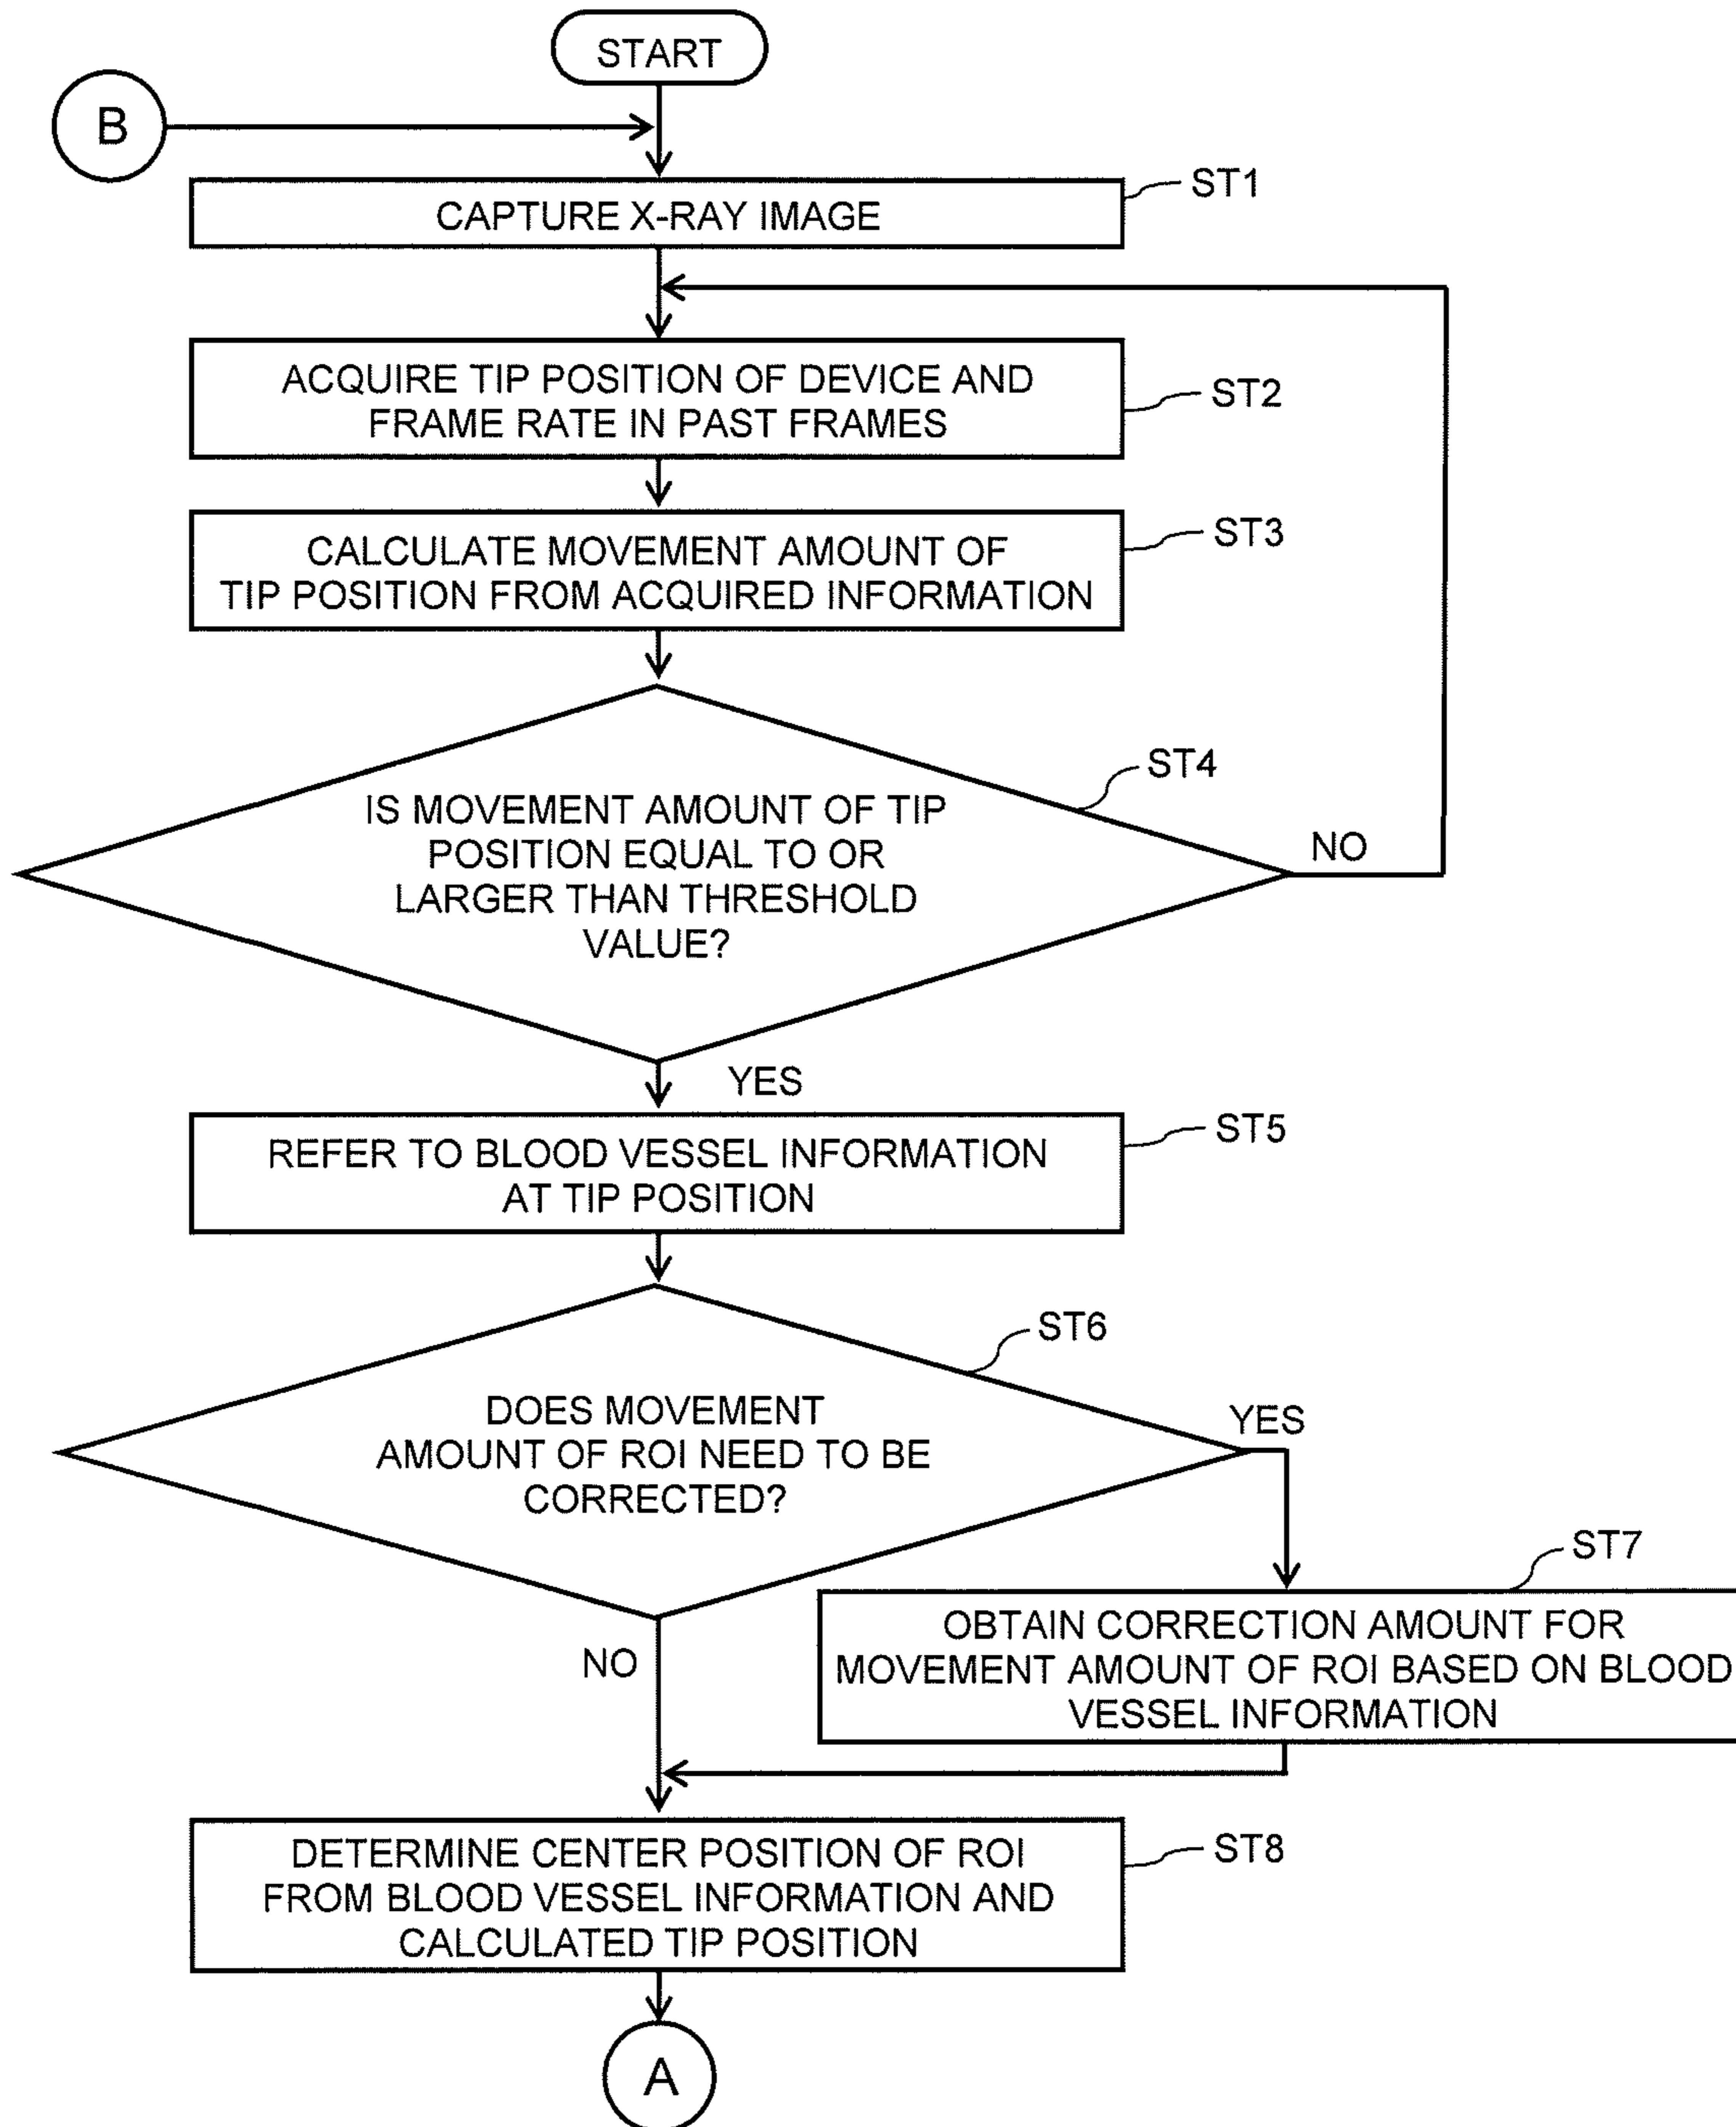 START
B
ST1
CAPTURE X-RAY IMAGE
ACQUIRE TIP POSITION OF DEVICE AND
FRAME RATE IN PAST FRAMES
ST2
CALCULATE MOVEMENT AMOUNT OF
TIP POSITION FROM ACQUIRED INFORMATION
ST3
ST4
IS MOVEMENT AMOUNT OF TIP
POSITION EQUAL TO OR
LARGER THAN THRESHOLD
VALUE?
NO
YES
ST5
REFER TO BLOOD VESSEL INFORMATION
AT TIP POSITION
ST6
DOES MOVEMENT
AMOUNT OF ROI NEED TO BE
CORRECTED?
YES
NO
ST7
OBTAIN CORRECTION AMOUNT FOR
MOVEMENT AMOUNT OF ROI BASED ON BLOOD
VESSEL INFORMATION
ST8
DETERMINE CENTER POSITION OF ROI
FROM BLOOD VESSEL INFORMATION AND
CALCULATED TIP POSITION
A